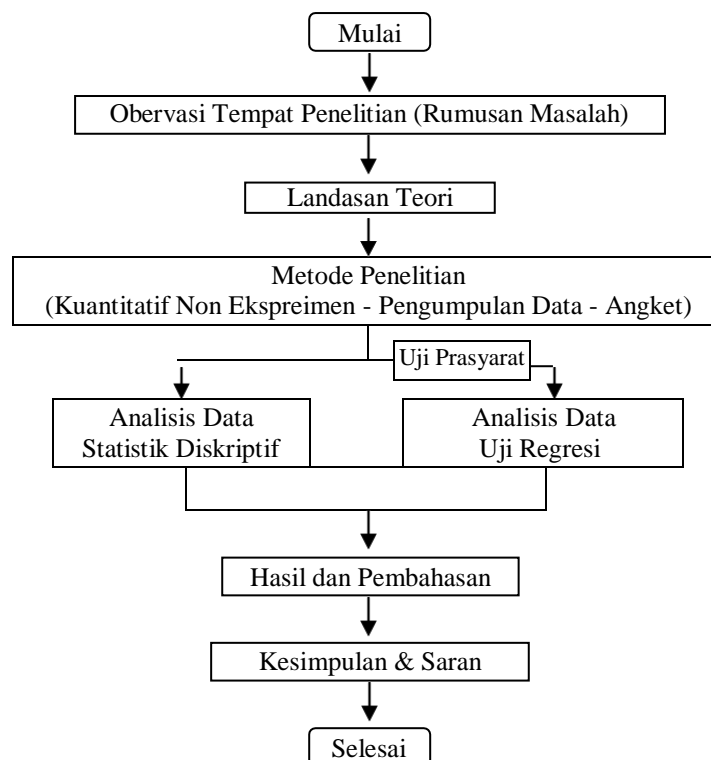 Mulai
Obervasi Tempat Penelitian (Rumusan Masalah)
Landasan Teori
Metode Penelitian
(Kuantitatif Non Ekspreimen - Pengumpulan Data - Angket)
Uji Prasyarat
Analisis Data
Statistik Diskriptif
Analisis Data
Uji Regresi
Hasil dan Pembahasan
Kesimpulan & Saran
Selesai